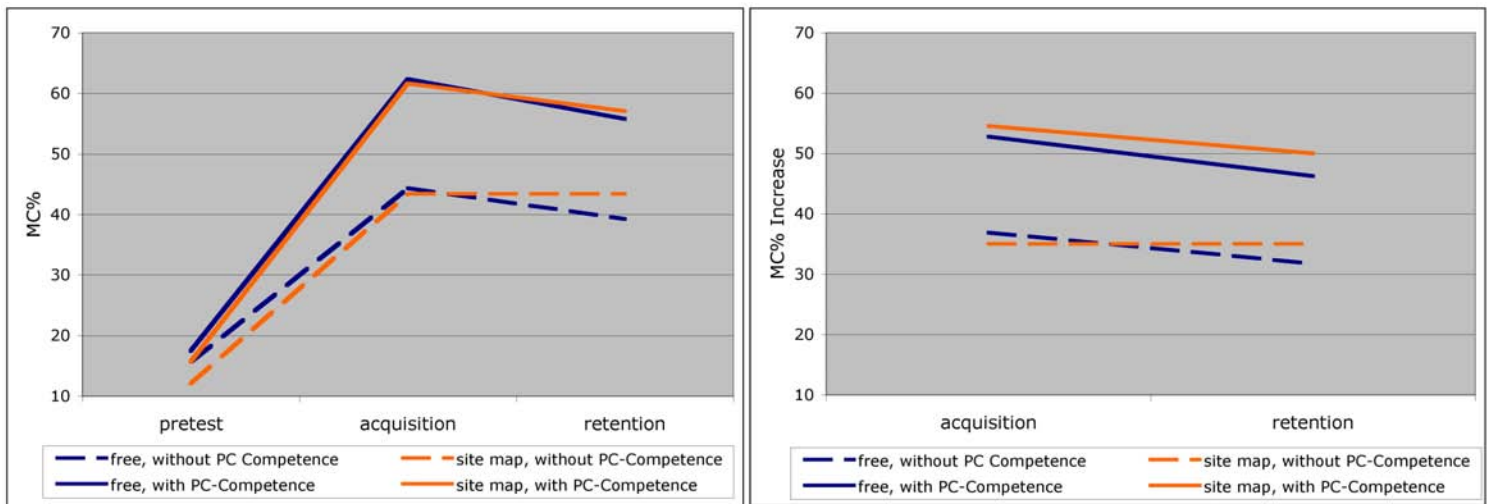 70
60
50
40
30
20
10
MC%
pretest acquisition retention
free, without PC Competence site map, without PC-Competence
free, with PC-Competence site map, with PC-Competence
70
60
50
40
30
20
10
MC% Increase
acquisition retention
free, without PC Competence site map, without PC-Competence
free, with PC-Competence site map, with PC-Competence